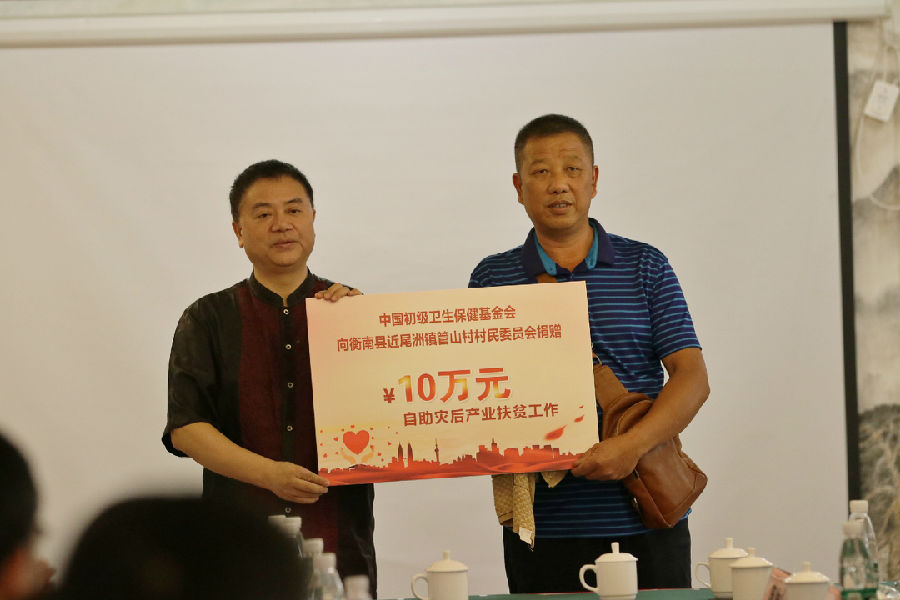 中国初级卫生保健基金会
向衡南县近尾洲镇管山村村民委员会捐赠
¥10万元
自助灾后产业扶贫工作